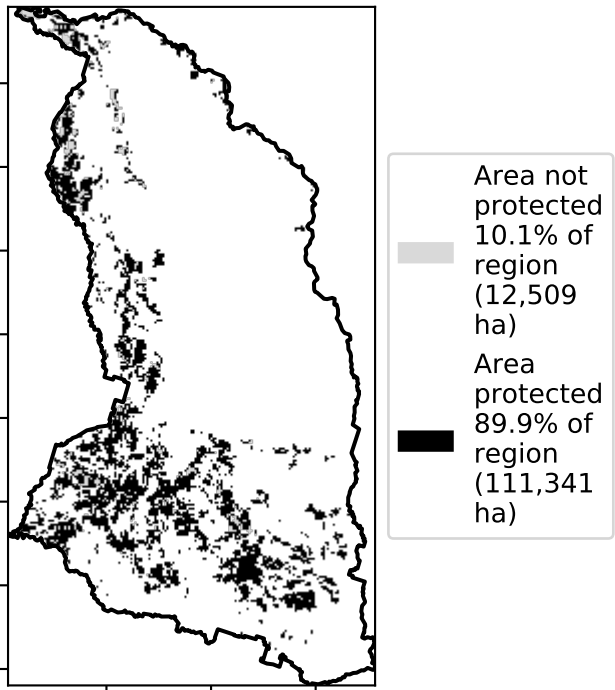 Area not
protected
10.1% of
region
(12,509
ha)
Area
protected
89.9% of
region
(111,341
ha)